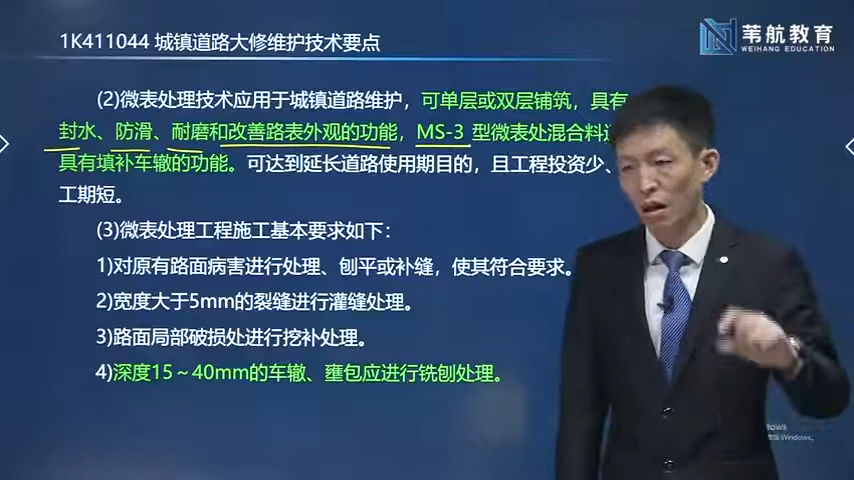 1K411044 城镇道路大修维护技术要点
苇航教育
WEIHANG EDUCATION
(2)微表处理技术应用于城镇道路维护，可单层或双层铺筑，具有
封水、防滑、耐磨和改善路表外观的功能，MS-3 型微表处混合料
具有填补车辙的功能。可达到延长道路使用期目的，且工程投资少、
工期短。
(3)微表处理工程施工基本要求如下：
1)对原有路面病害进行处理、刨平或补缝，使其符合要求。
2)宽度大于5mm的裂缝进行灌缝处理。
3)路面局部破损处进行挖补处理。
4)深度15～40mm的车辙、壅包应进行铣刨处理。
Windows。